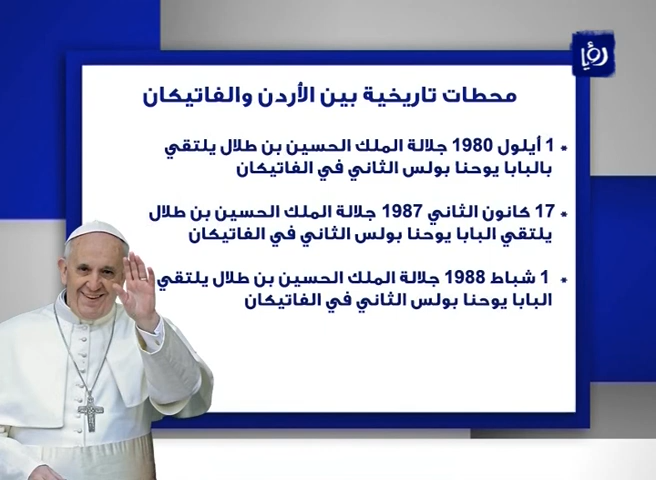 رؤيا
محطات تاريخية بين الأردن والفاتيكان
* 1 أيلول 1980 جلالة الملك الحسين بن طلال يلتقي
بالبابا يوحنا بولس الثاني في الفاتيكان
* 17 كانون الثاني 1987 جلالة الملك الحسين بن طلال
يلتقي البابا يوحنا بولس الثاني في الفاتيكان
* 1 شباط 1988 جلالة الملك الحسين بن طلال يلتقي
البابا يوحنا بولس الثاني في الفاتيكان